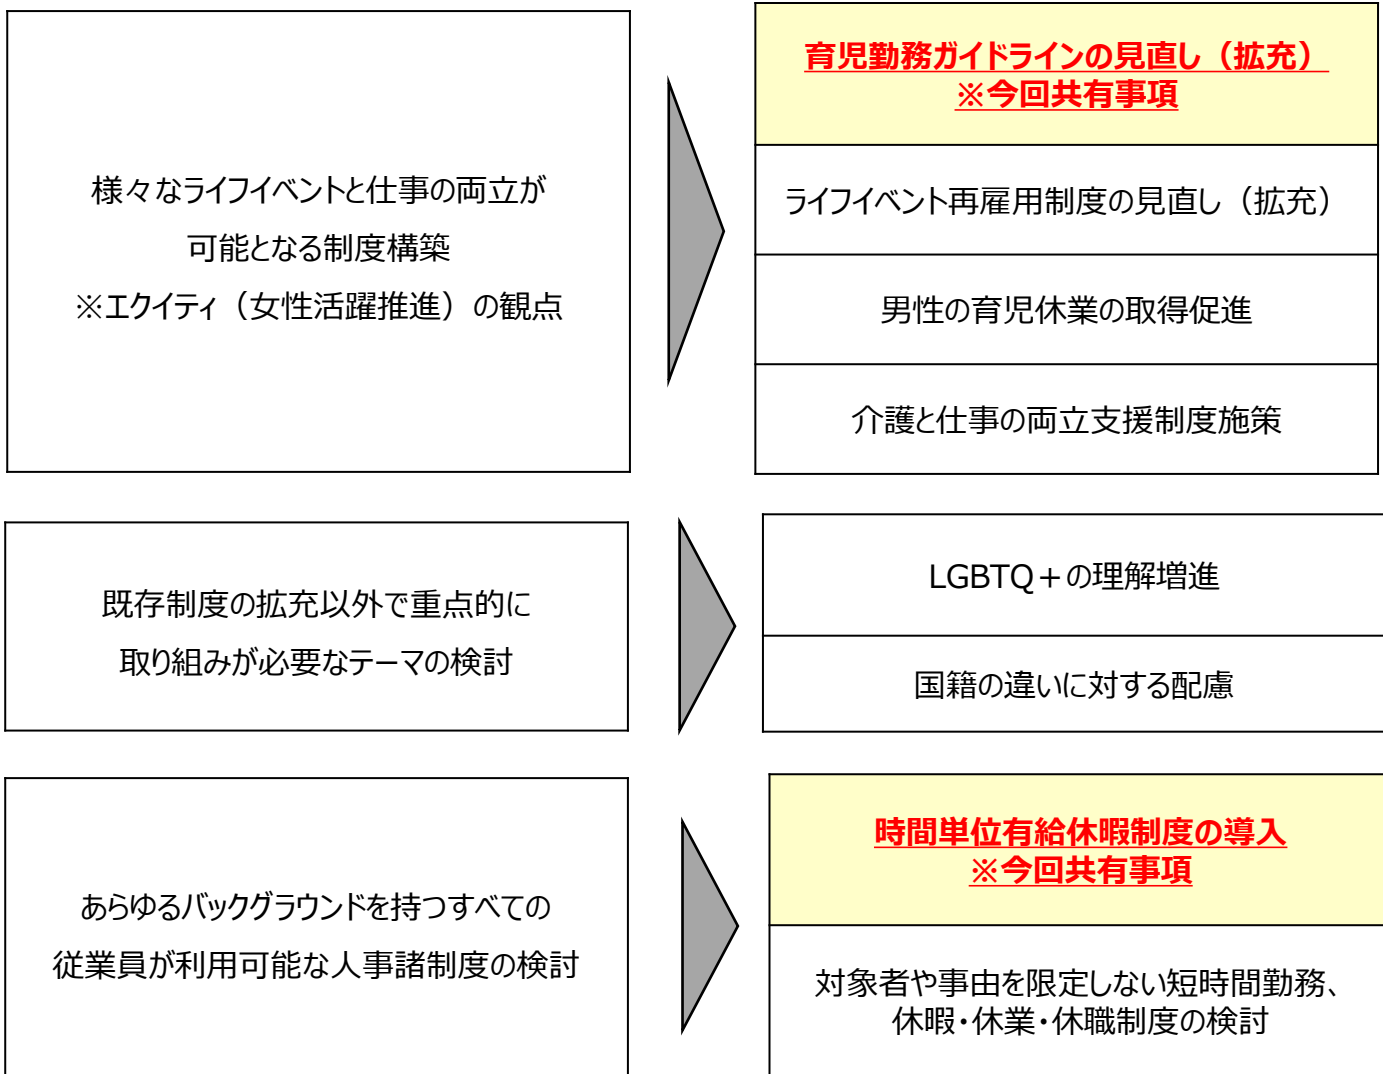 様々なライフイベントと仕事の両立が
可能となる制度構築
※エクイティ（女性活躍推進）の観点
育児勤務ガイドラインの見直し（拡充）
※今回共有事項
ライフイベント再雇用制度の見直し（拡充）
男性の育児休業の取得促進
介護と仕事の両立支援制度施策
既存制度の拡充以外で重点的に
取り組みが必要なテーマの検討
LGBTQ＋の理解増進
国籍の違いに対する配慮
あらゆるバックグラウンドを持つすべての
従業員が利用可能な人事諸制度の検討
時間単位有給休暇制度の導入
※今回共有事項
対象者や事由を限定しない短時間勤務、
休暇・休業・休職制度の検討